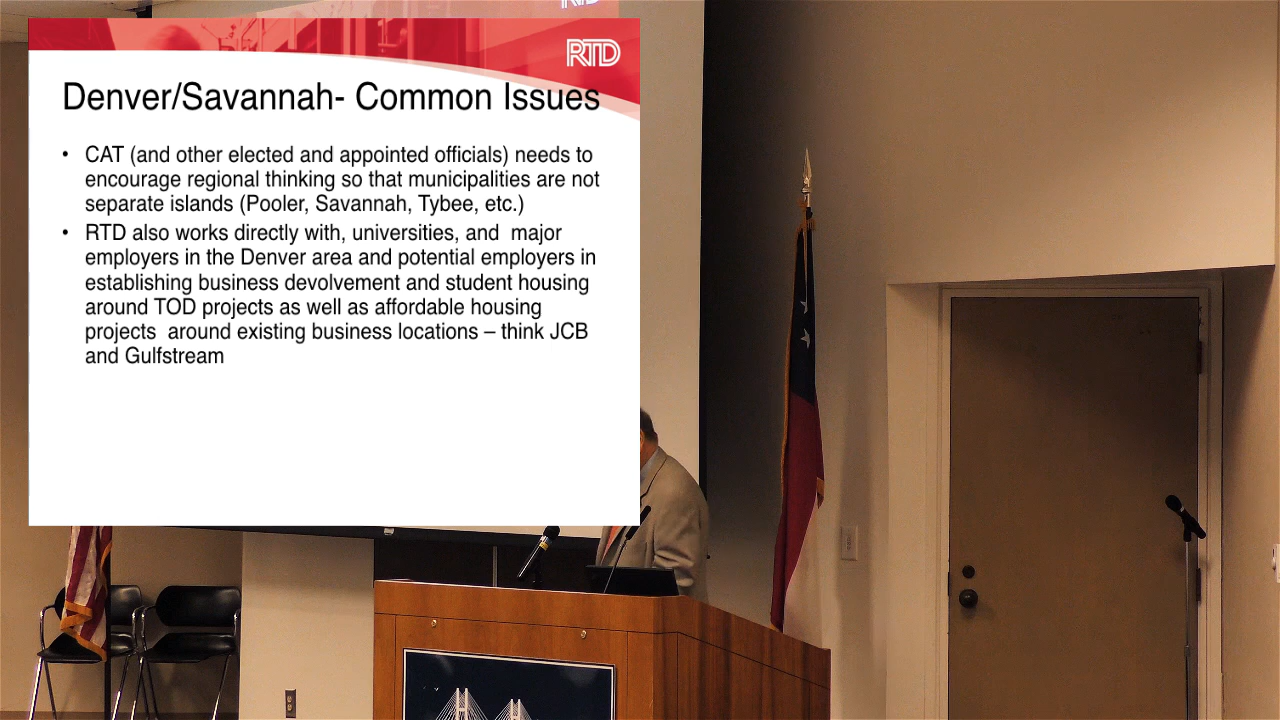 RTD
Denver/Savannah- Common Issues
• CAT (and other elected and appointed officials) needs to
encourage regional thinking so that municipalities are not
separate islands (Pooler, Savannah, Tybee, etc.)
• RTD also works directly with, universities, and  major
employers in the Denver area and potential employers in
establishing business devolvement and student housing
around TOD projects as well as affordable housing
projects  around existing business locations – think JCB
and Gulfstream